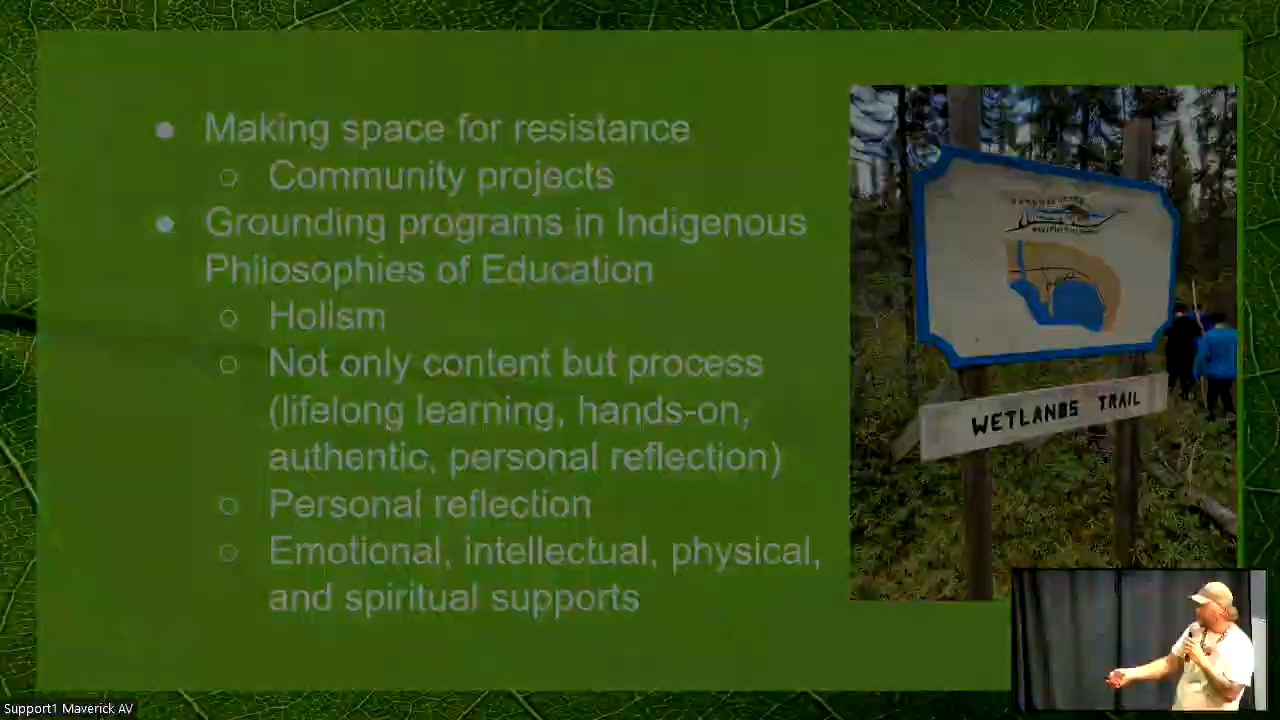 Making space for resistance
Community projects
Grounding programs in Indigenous
Philosophies of Education
Holism
Not only content but process
(lifelong learning, hands-on,
authentic, personal reflection)
Personal reflection
Emotional, intellectual, physical,
and spiritual supports
WETLANDS TRAIL
Support1 Maverick AV